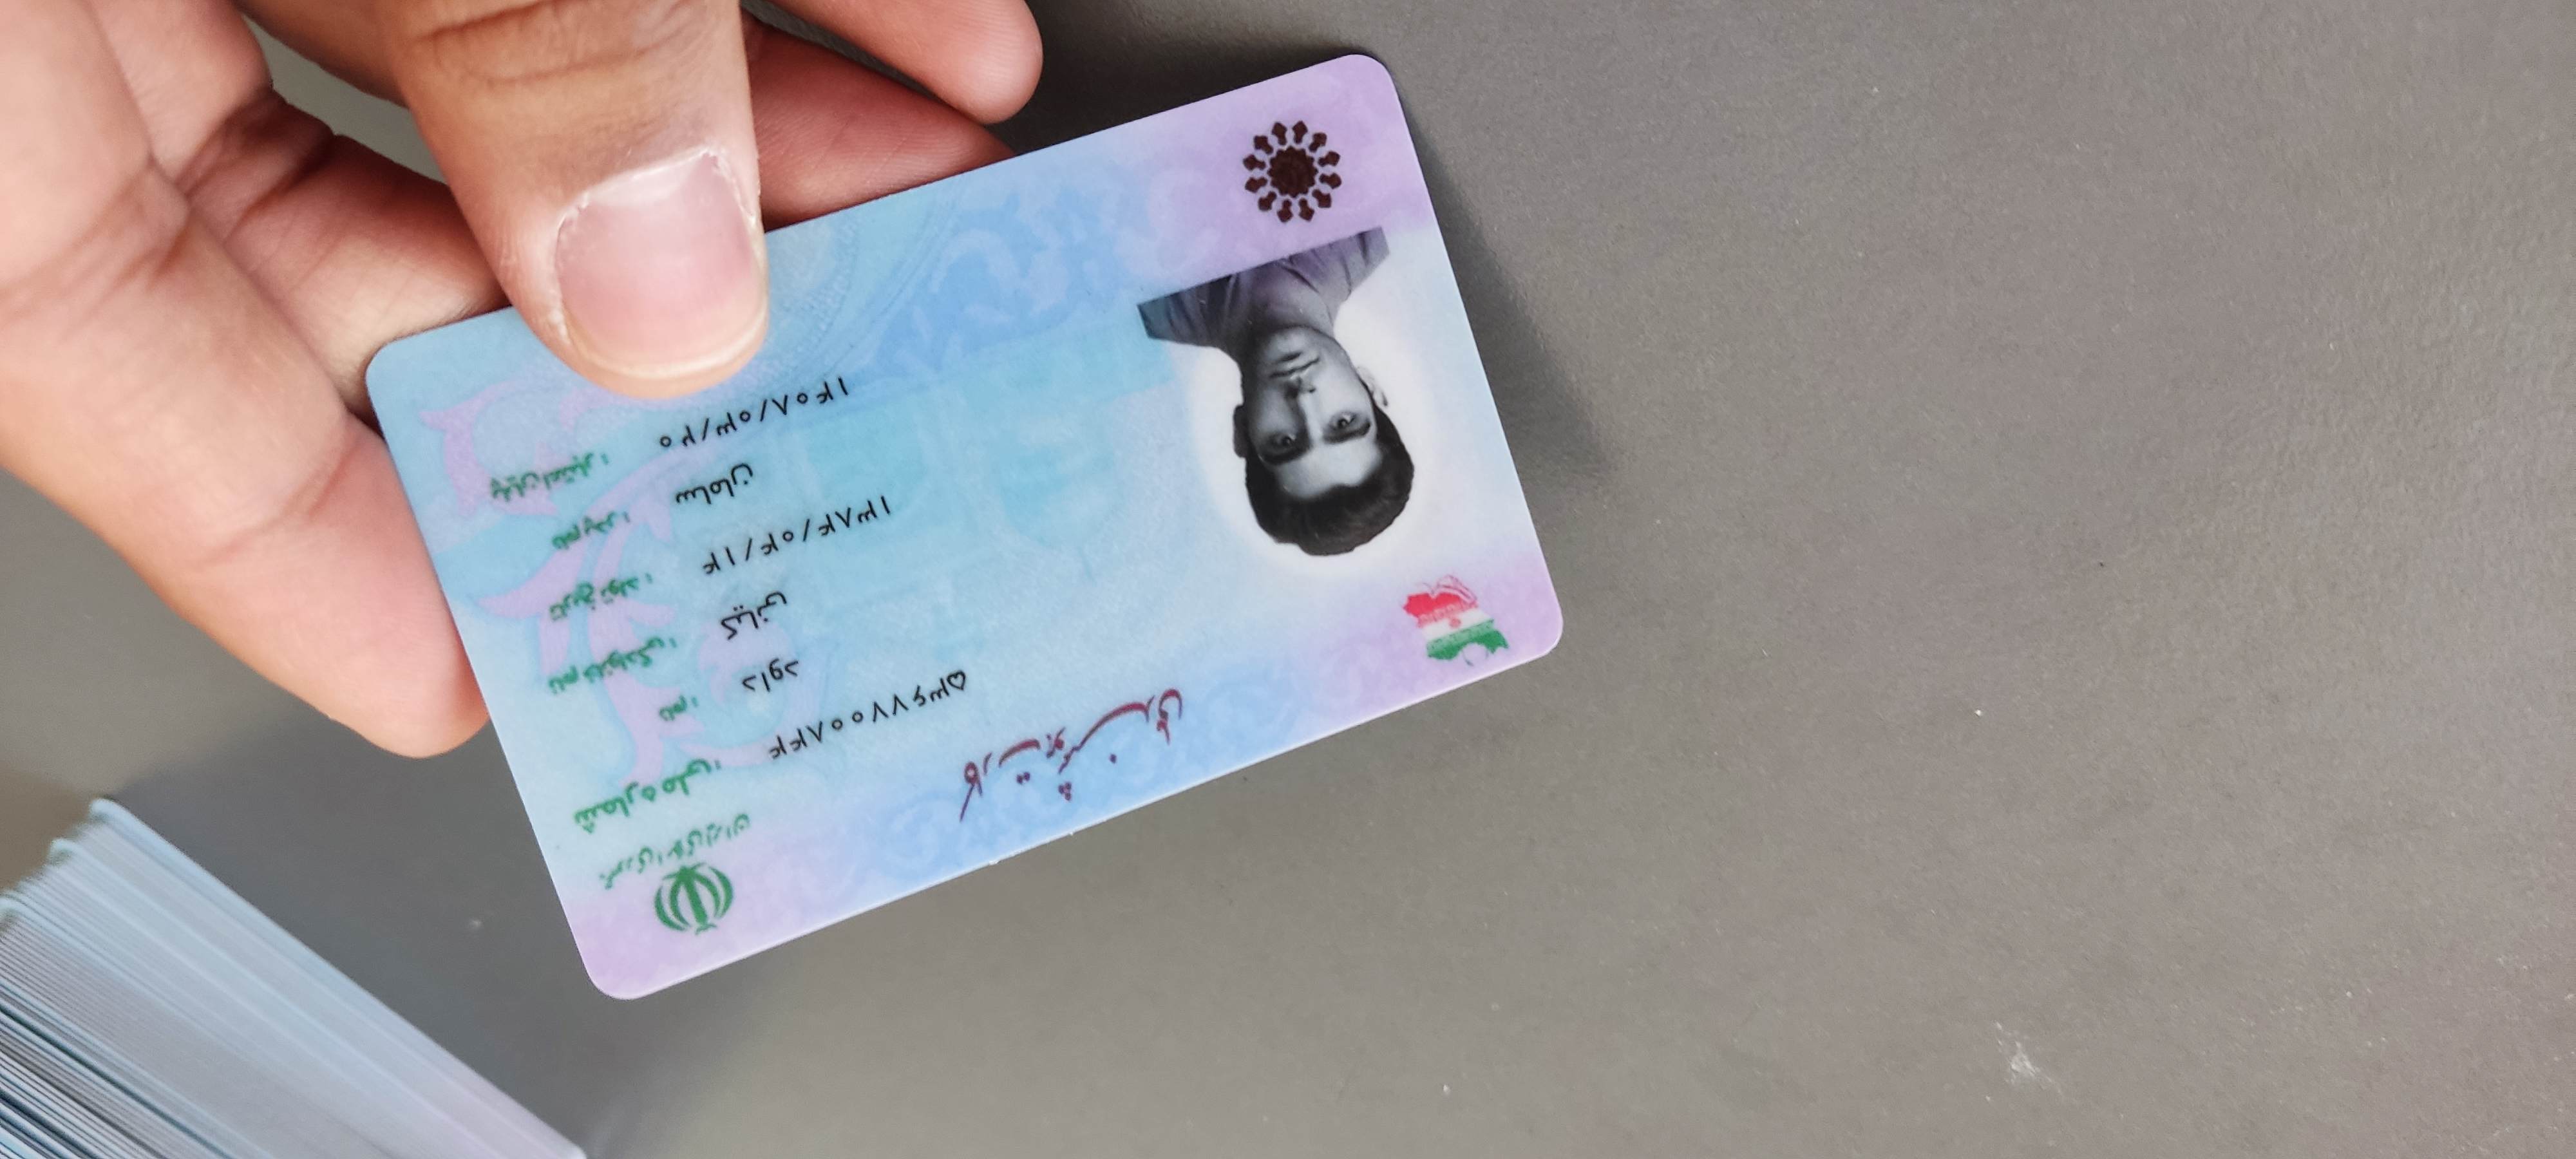 جمهوری اسلامی ایران
کارت هوشمند ملی
شماره ملی: ۵۳۶۷۷۰۰۸۴۴
نام: داود
نام خانوادگی: کیانی
تاریخ تولد: ۱۳۸۴/۰۴/۱۴
نام پدر: سامان
پایان اعتبار: ۱۴۰۸/۰۳/۲۰